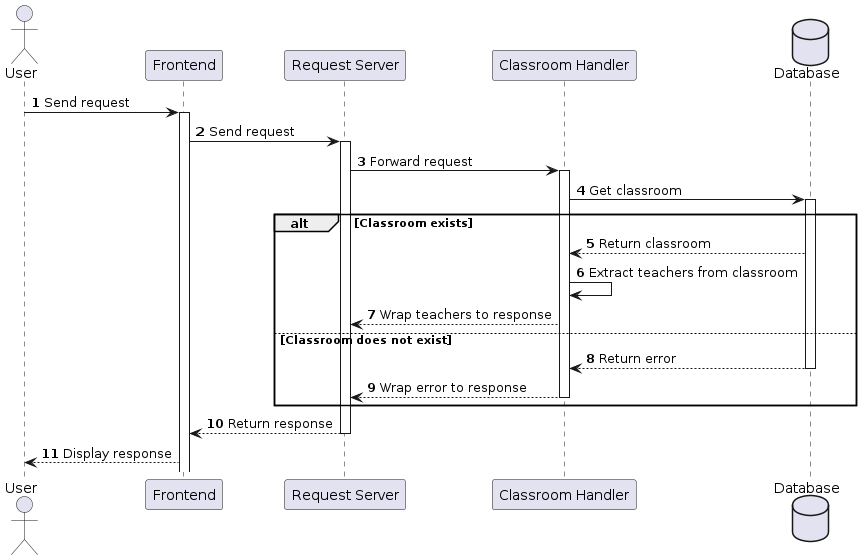 User
Frontend
Request Server
Classroom Handler
Database
1 Send request
2 Send request
3 Forward request
4 Get classroom
alt [Classroom exists]
5 Return classroom
6 Extract teachers from classroom
7 Wrap teachers to response
[Classroom does not exist]
8 Return error
9 Wrap error to response
10 Return response
11 Display response
User
Frontend
Request Server
Classroom Handler
Database